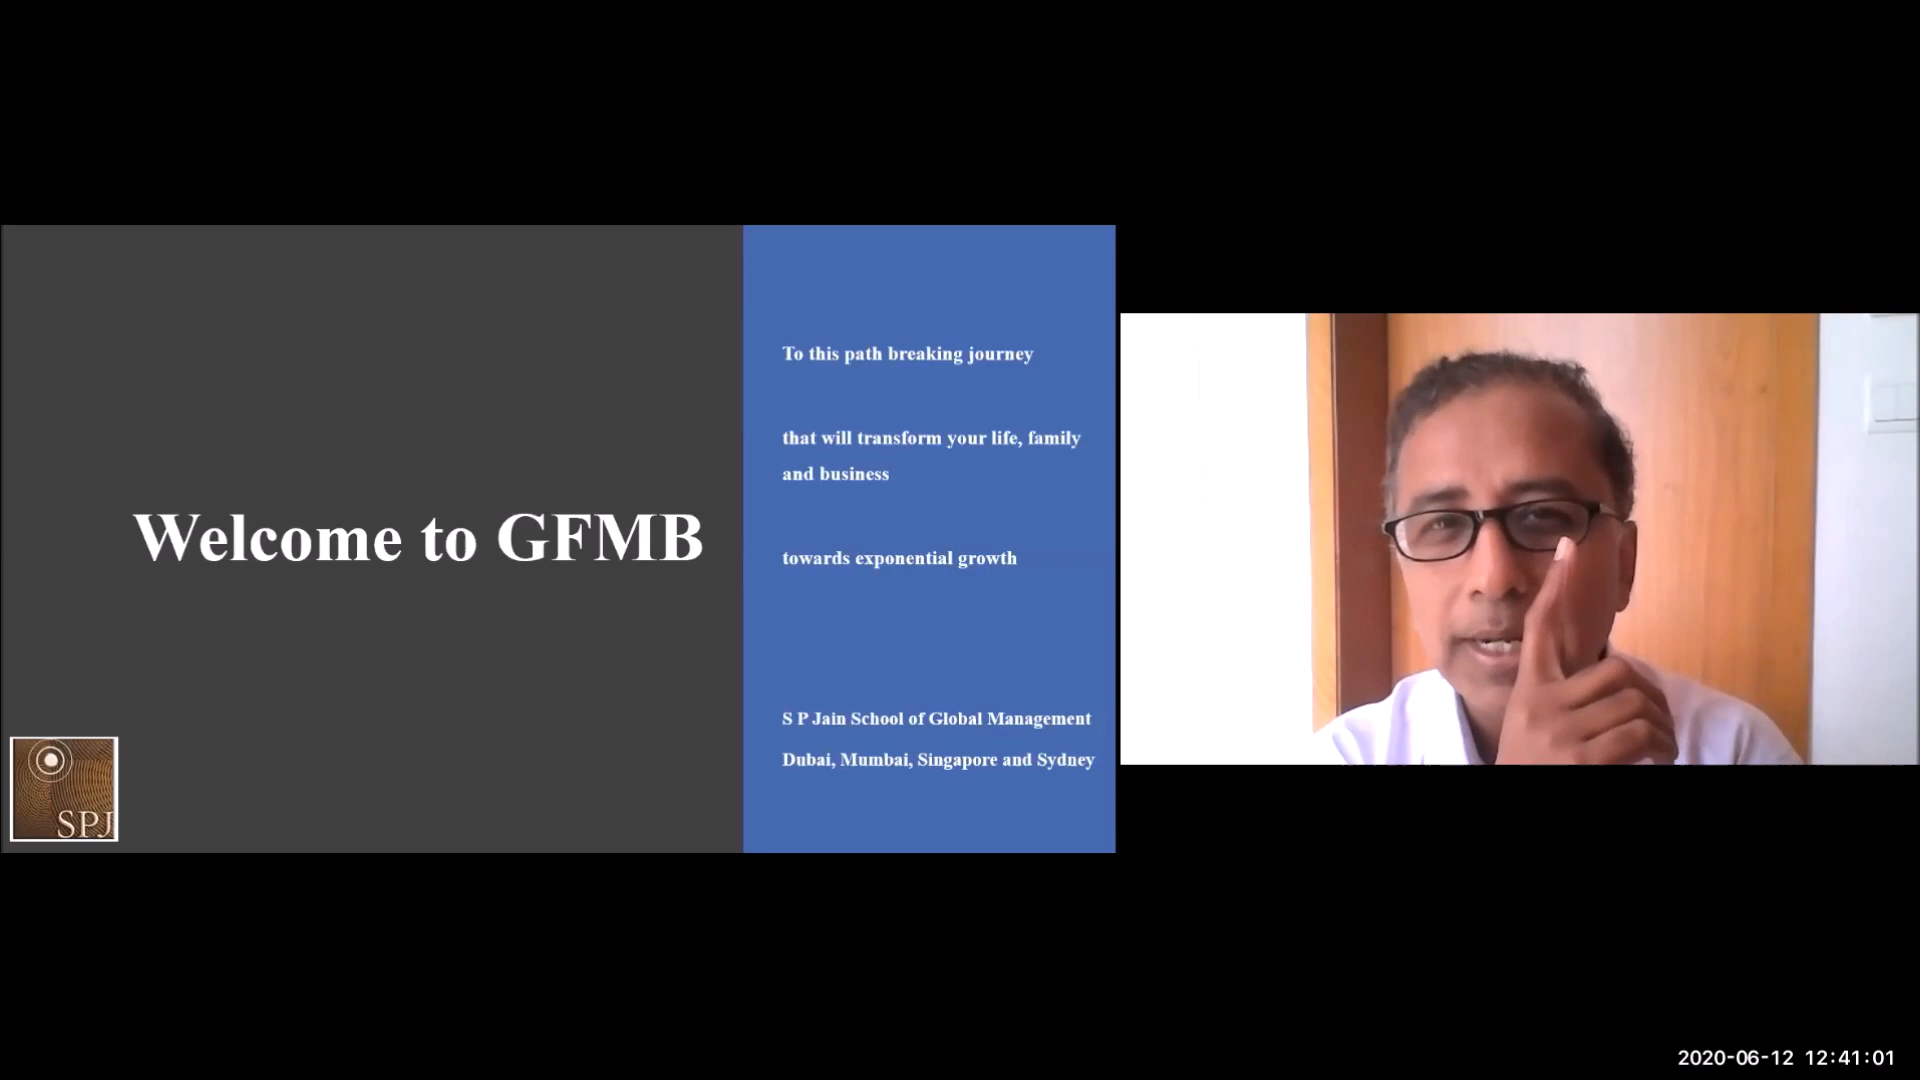 Welcome to GFMB
To this path breaking journey
that will transform your life, family
and business
towards exponential growth
S P Jain School of Global Management
Dubai, Mumbai, Singapore and Sydney
SPJ
2020-06-12 12:41:01